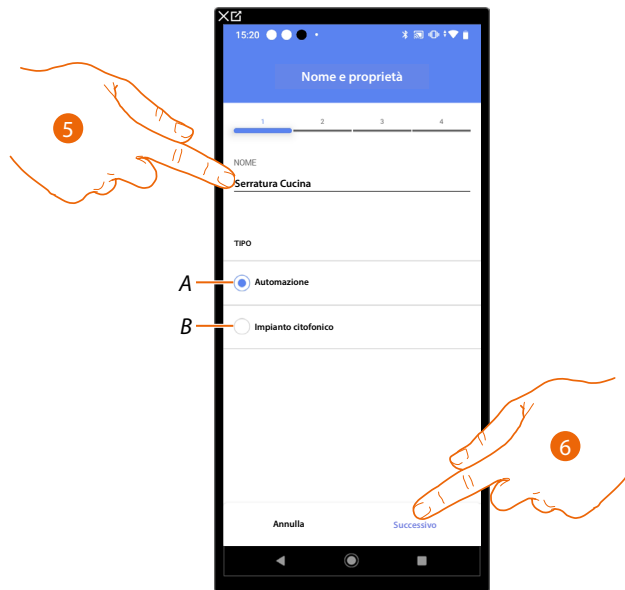 15:20
Nome e proprietà
1 2 3 4
5
NOME
Serratura Cucina
TIPO
A
Automazione
B
Impianto citofonico
6
Annulla
Successivo